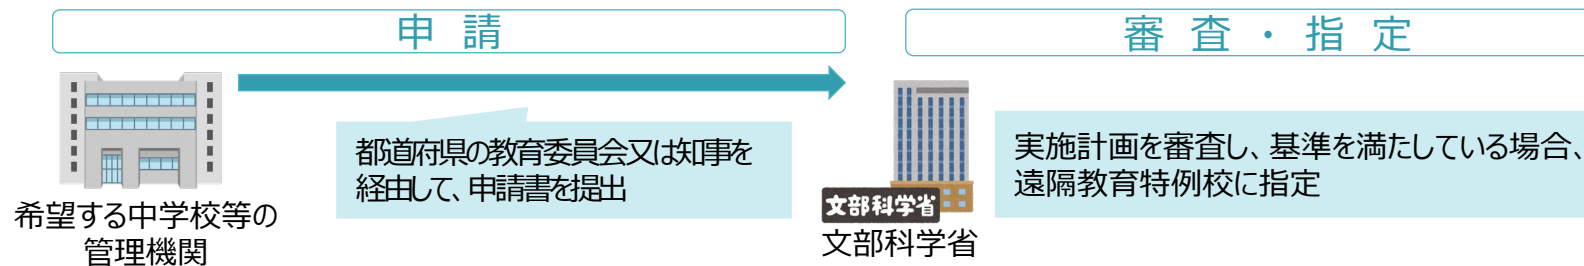 申請
審査・指定
都道府県の教育委員会又は知事を
経由して、申請書を提出
実施計画を審査し、基準を満たしている場合、
遠隔教育特例校に指定
希望する中学校等の
管理機関
文部科学省
文部科学省